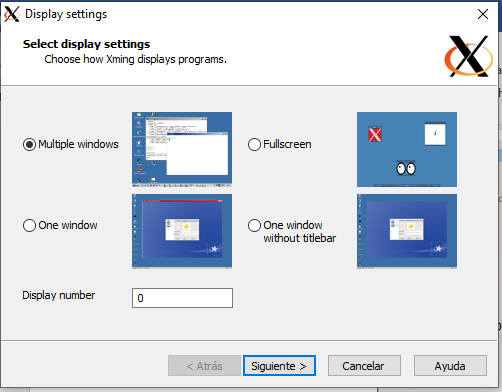 Display settings
Select display settings
Choose how Xming displays programs.
Multiple windows
Fullscreen
One window
One window
without titlebar
Display number
0
< Atrás
Siguiente >
Cancelar
Ayuda